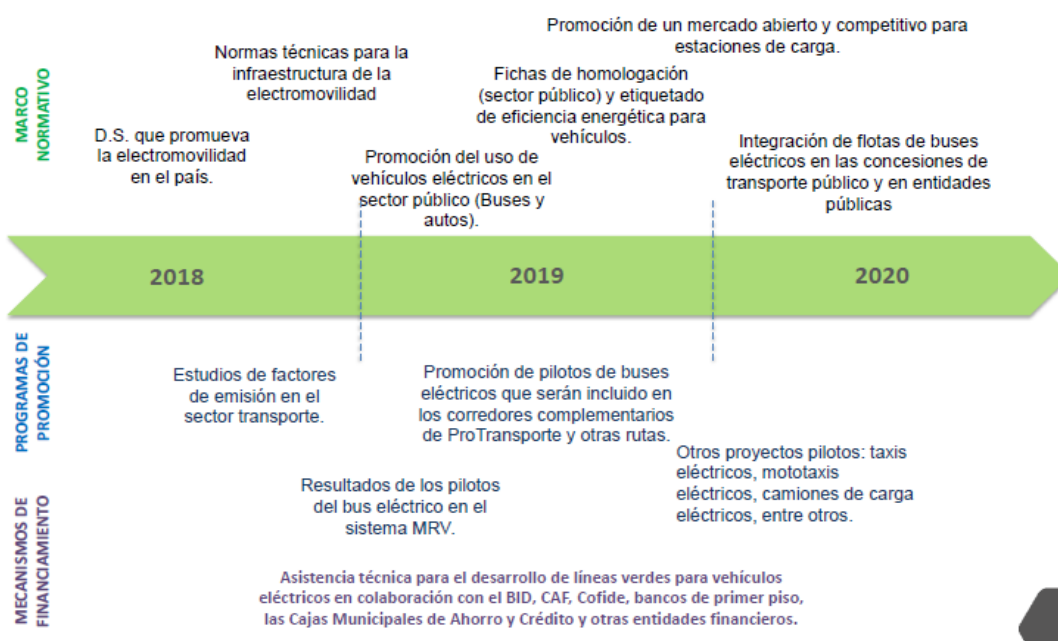 Promoción de un mercado abierto y competitivo para
estaciones de carga.
Normas técnicas para la
infraestructura de la
electromovilidad
Fichas de homologación
(sector público) y etiquetado
de eficiencia energética para
vehículos.
MARCO
NORMATIVO
D.S. que promueva
la electromovilidad
en el país.
Promoción del uso de
vehículos eléctricos en el
sector público (Buses y
autos).
Integración de flotas de buses
eléctricos en las concesiones de
transporte público y en entidades
públicas
2018
2019
2020
PROGRAMAS DE
PROMOCIÓN
Estudios de factores
de emisión en el
sector transporte.
Promoción de pilotos de buses
eléctricos que serán incluido en
los corredores complementarios
de ProTransporte y otras rutas.
Otros proyectos pilotos: taxis
eléctricos, mototaxis
eléctricos, camiones de carga
eléctricos, entre otros.
Resultados de los pilotos
del bus eléctrico en el
sistema MRV.
MECANISMOS DE
FINANCIAMIENTO
Asistencia técnica para el desarrollo de líneas verdes para vehículos
eléctricos en colaboración con el BID, CAF, Cofide, bancos de primer piso,
las Cajas Municipales de Ahorro y Crédito y otras entidades financieros.